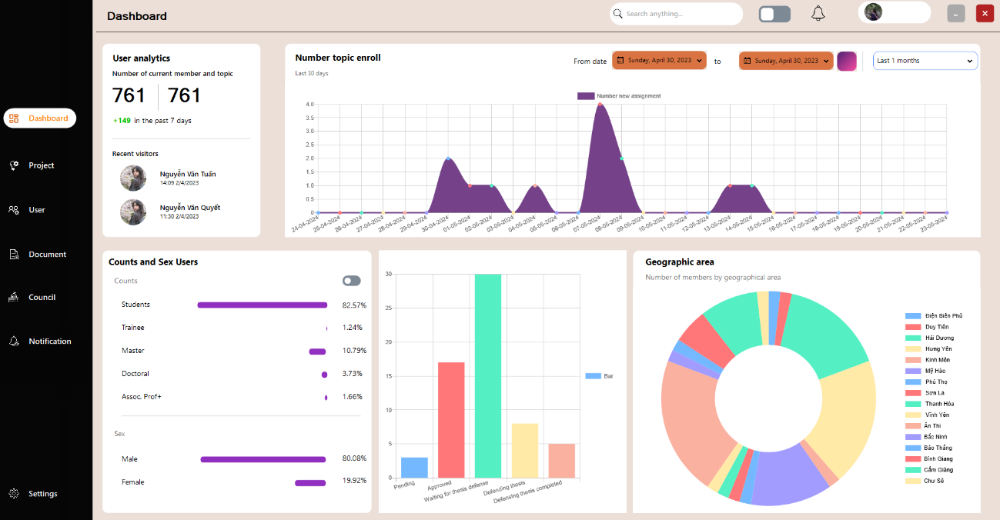 Dashboard
Search anything...
Dashboard
Project
User
Document
Council
Notification
Settings
User analytics
Number of current member and topic
761 761
+149 in the past 7 days
Recent visitors
Nguyễn Văn Tuấn
14:09 2/4/2023
Nguyễn Văn Quyết
11:30 2/4/2023
Number topic enroll
Last 30 days
From date Sunday, April 30, 2023 to Sunday, April 30, 2023 Last 1 months
Number new assignment
4.0
3.5
3.0
2.5
2.0
1.5
1.0
0.5
0
24-04-2024 25-04-2024 26-04-2024 27-04-2024 28-04-2024 29-04-2024 30-04-2024 01-05-2024 02-05-2024 03-05-2024 04-05-2024 05-05-2024 06-05-2024 07-05-2024 08-05-2024 09-05-2024 10-05-2024 11-05-2024 12-05-2024 13-05-2024 14-05-2024 15-05-2024 16-05-2024 17-05-2024 18-05-2024 19-05-2024 20-05-2024 21-05-2024 22-05-2024 23-05-2024
Counts and Sex Users
Counts
Students 82.57%
Trainee 1.24%
Master 10.79%
Doctoral 3.73%
Assoc. Prof+ 1.66%
Sex
Male 80.08%
Female 19.92%
30
25
20
15
10
5
0
Pending Approved Waiting for thesis defense Defending thesis Defensing thesis completed
Bar
Geographic area
Number of members by geographical area
Điện Biên Phủ
Duy Tiên
Hải Dương
Hưng Yên
Kinh Môn
Mỹ Hào
Phú Thọ
Sơn La
Thanh Hóa
Vĩnh Yên
Ân Thi
Bắc Ninh
Bảo Thắng
Bình Giang
Cẩm Giàng
Chư Sê